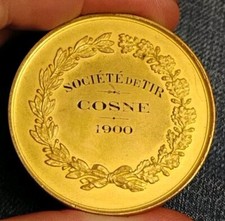 SOCIÉTÉ DE TIR
COSNE
1900